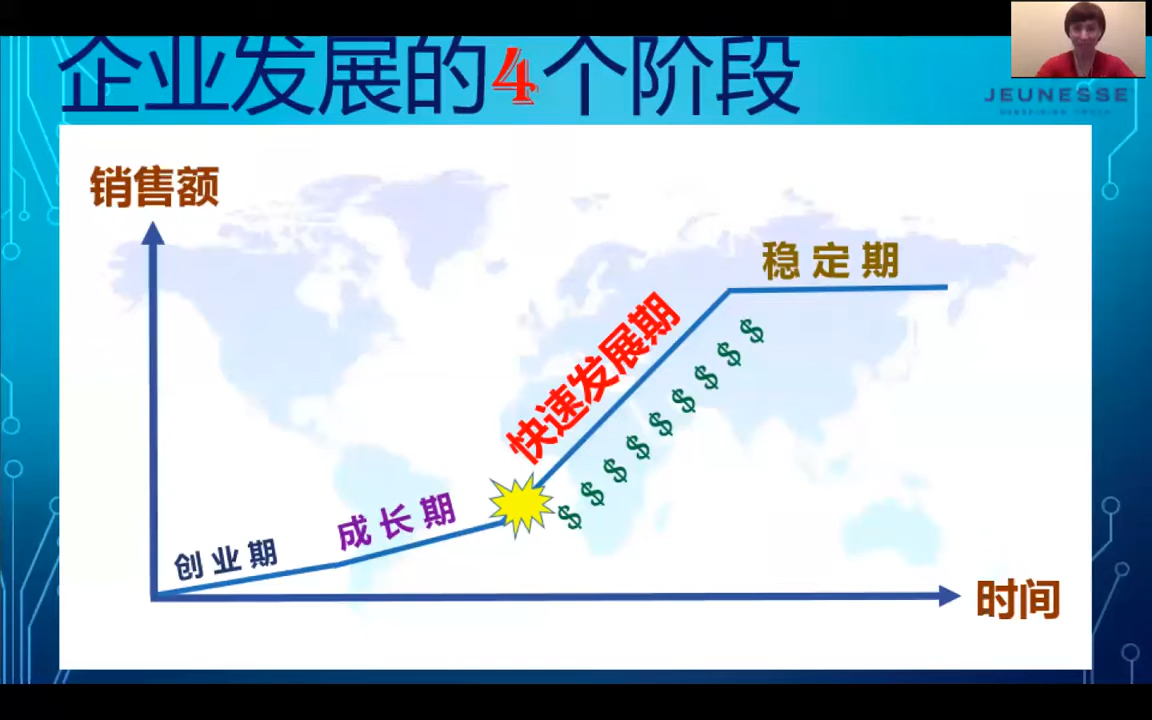 企业发展的4个阶段
JEUNESSE
销售额
稳定期
快速发展期
$ $ $ $ $ $ $ $ $
成长期
创业期
时间